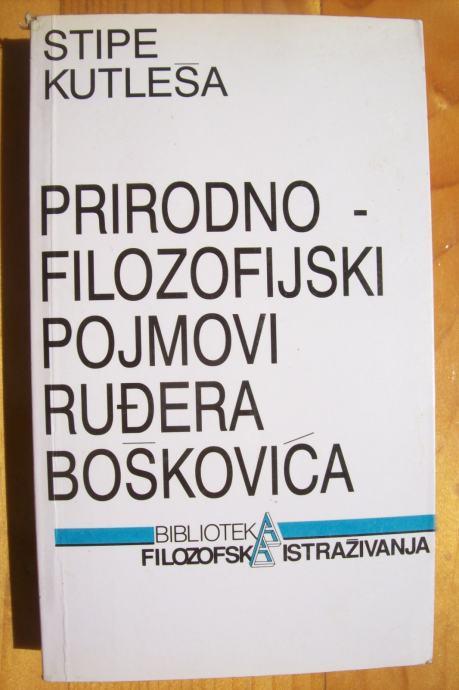 STIPE
KUTLEŠA
PRIRODNO -
FILOZOFIJSKI
POJMOVI
RUĐERA
BOŠKOVIĆA
BIBLIOTEKA
FILOZOFSKA ISTRAŽIVANJA